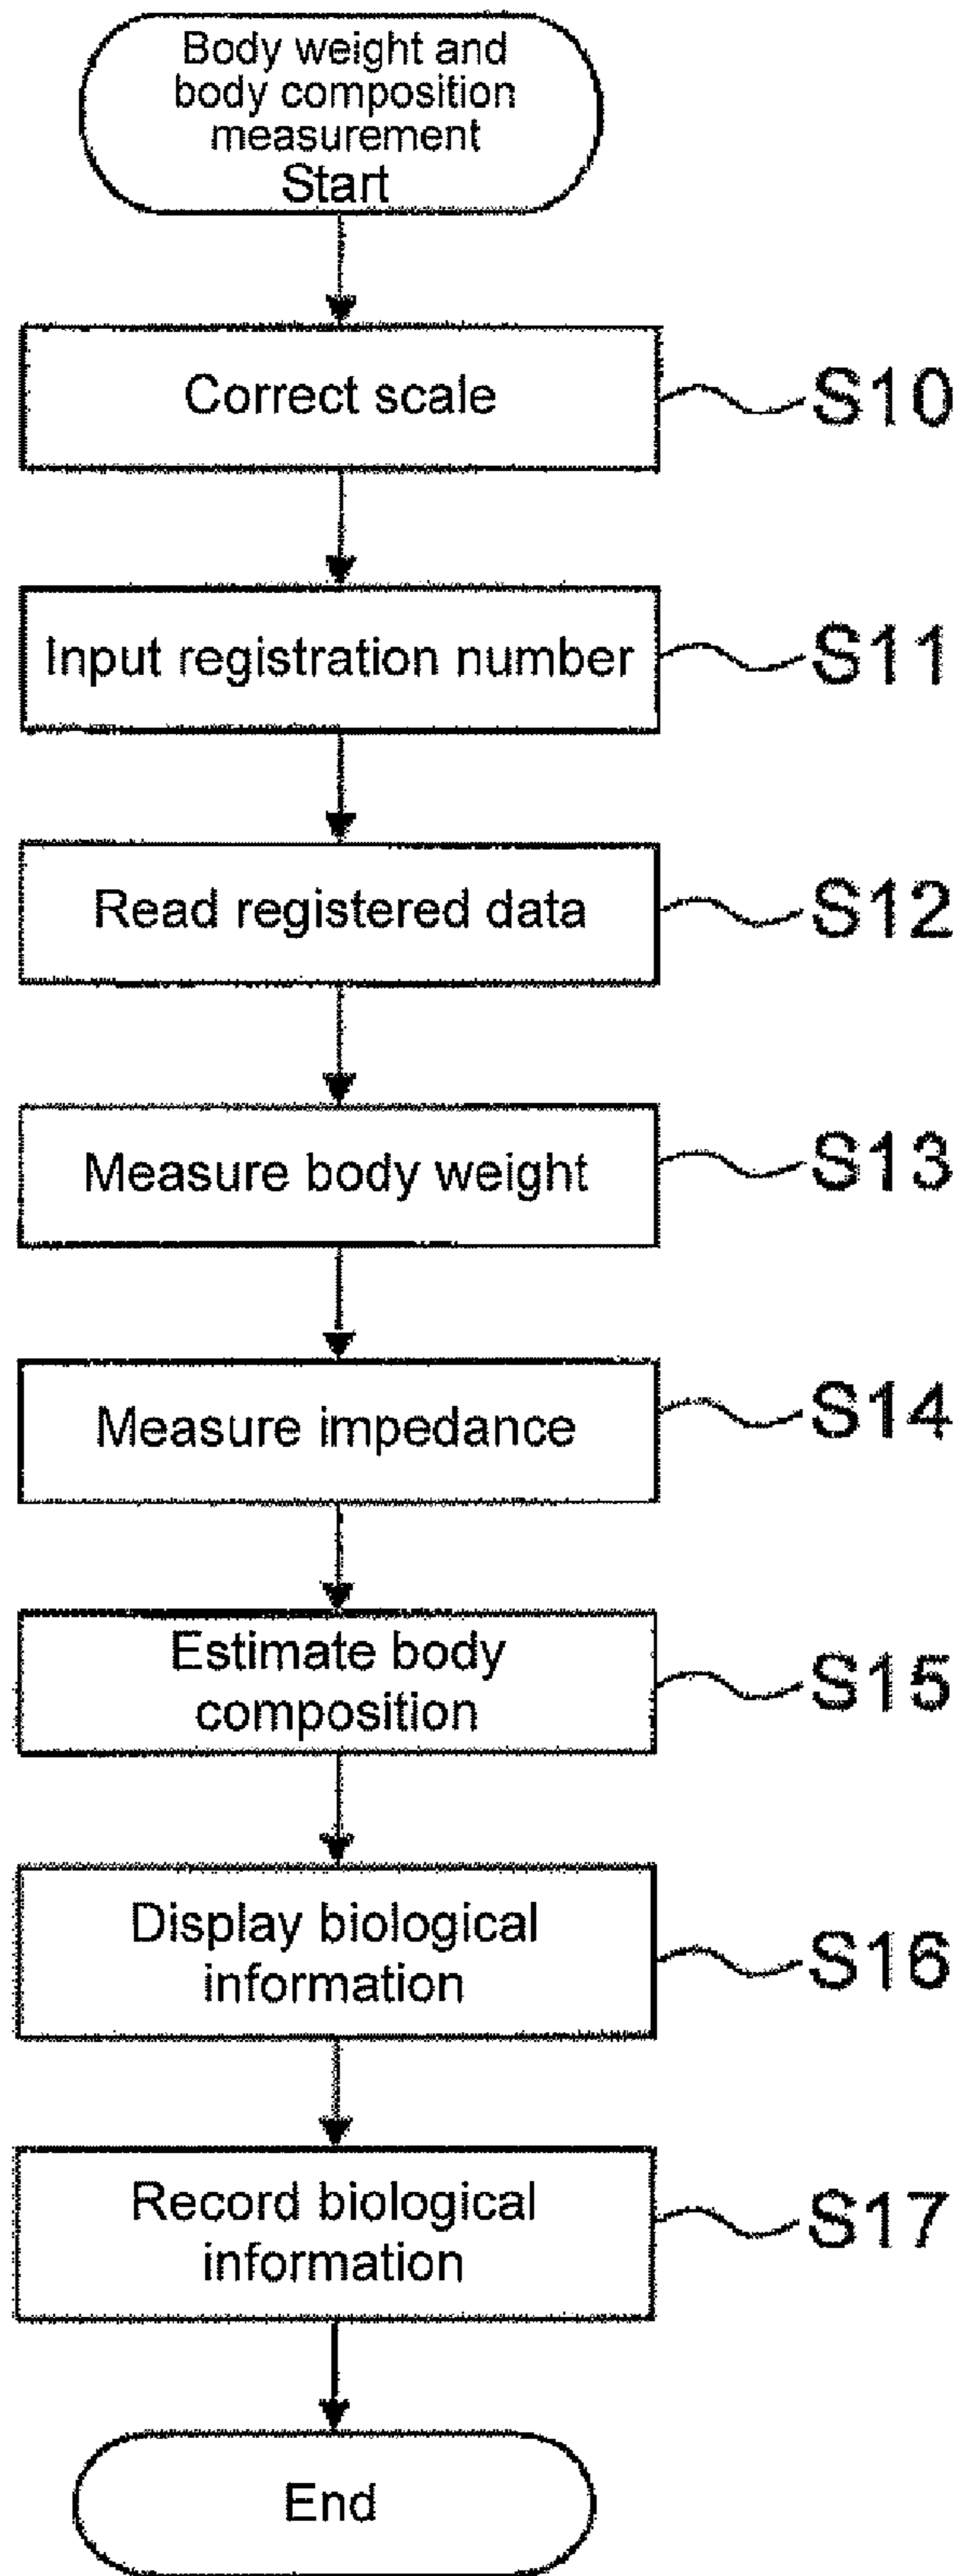 Body weight and
body composition
measurement
Start
Correct scale
S10
Input registration number
S11
Read registered data
S12
Measure body weight
S13
Measure impedance
S14
Estimate body
composition
S15
Display biological
information
S16
Record biological
information
S17
End